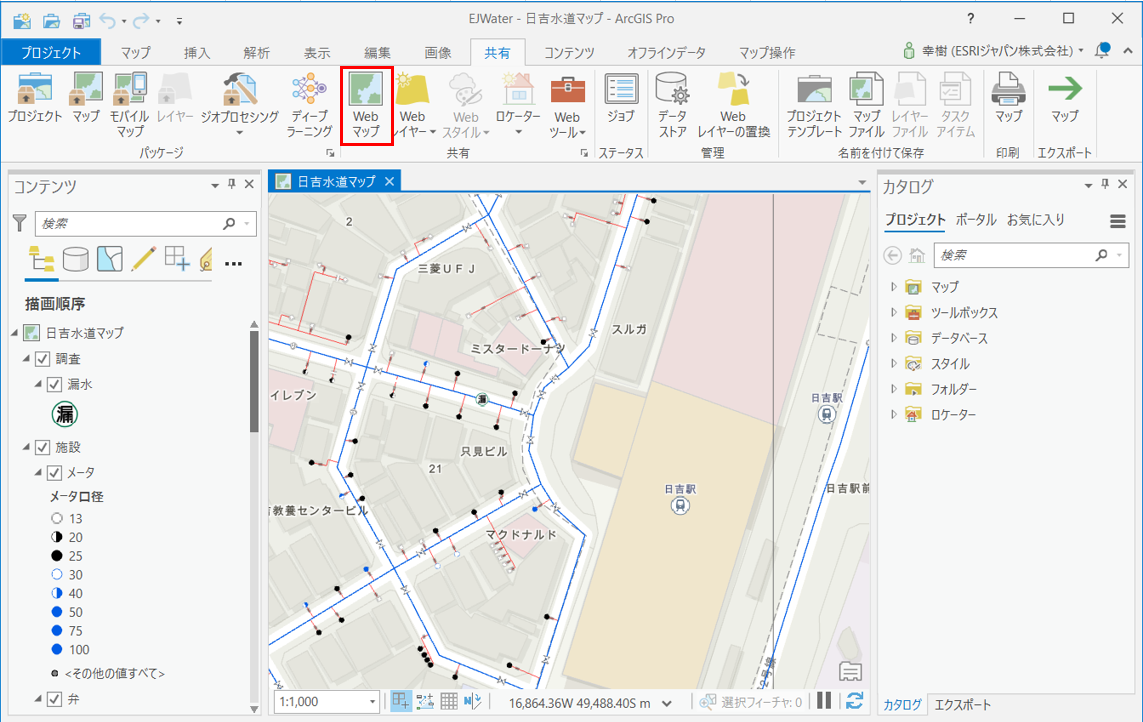 EJWater - 日吉水道マップ - ArcGIS Pro
?
プロジェクト マップ 挿入 解析 表示 編集 画像 共有 コンテンツ オフラインデータ マップ操作
幸樹 (ESRIジャパン株式会社)
プロジェクト
マップ
モバイル
マップ
レイヤー
ジオプロセシング
ディープ
ラーニング
パッケージ
Web
マップ
Web
レイヤー
Web
スタイル
ロケーター
Web
ツール
共有
ジョブ
ステータス
データ
ストア
Web
レイヤーの置換
管理
プロジェクト
テンプレート
マップ
ファイル
レイヤー
ファイル
タスク
アイテム
名前を付けて保存
マップ
印刷
マップ
エクスポート
コンテンツ
検索
描画順序
日吉水道マップ
調査
漏水
漏
施設
メータ
メータ口径
13
20
25
30
40
50
75
100
<その他の値すべて>
弁
日吉水道マップ
2
三菱ＵＦＪ
スルガ
ミスタードーナツ
イレブン
漏
只見ビル
21
教養センタービル
マクドナルド
日吉駅
日吉駅
日吉駅前
2号線
1:1,000
16,864.36W 49,488.40S m
選択フィーチャ: 0
カタログ
プロジェクト ポータル お気に入り
検索
マップ
ツールボックス
データベース
スタイル
フォルダー
ロケーター
カタログ エクスポート